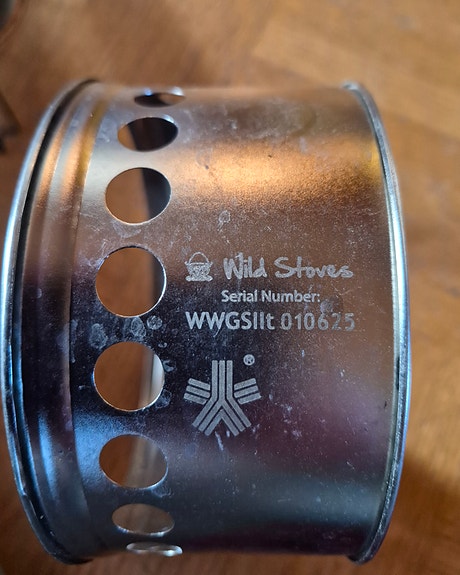 Wild Stoves
Serial Number:
WWGSIIt 010625
®